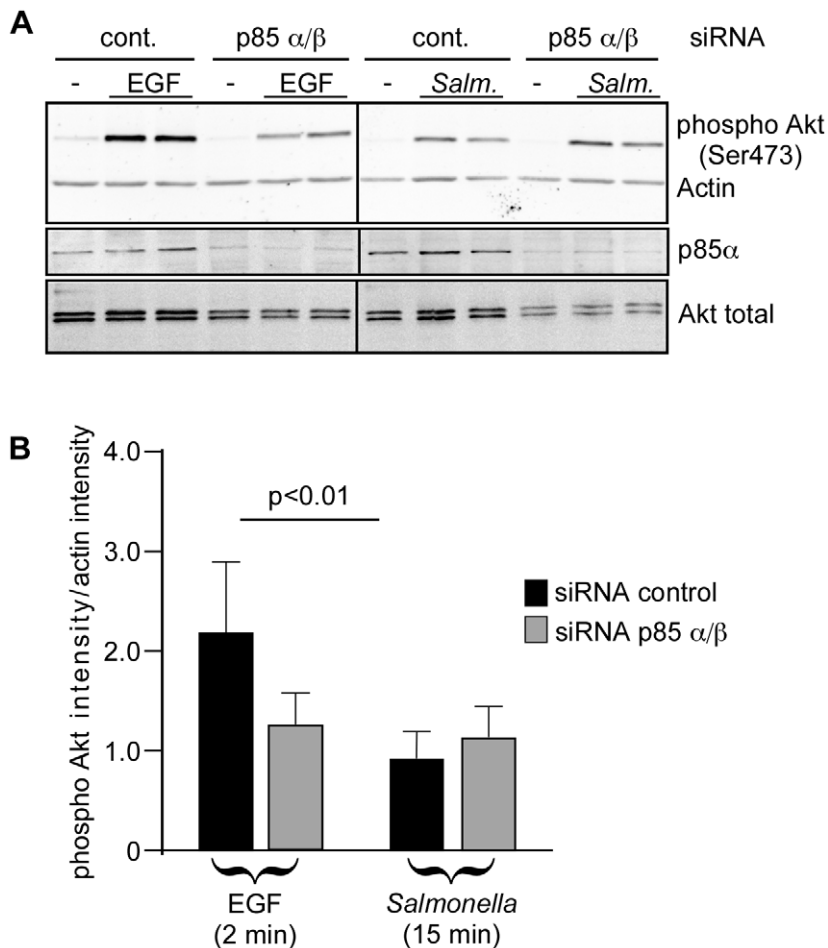 A
cont. p85 α/β cont. p85 α/β siRNA
- EGF - EGF - Salm. - Salm.
phospho Akt
(Ser473)
Actin
p85α
Akt total
B
phospho Akt intensity/actin intensity
4.0
p<0.01
3.0
siRNA control
siRNA p85 α/β
2.0
1.0
0
EGF Salmonella
(2 min) (15 min)